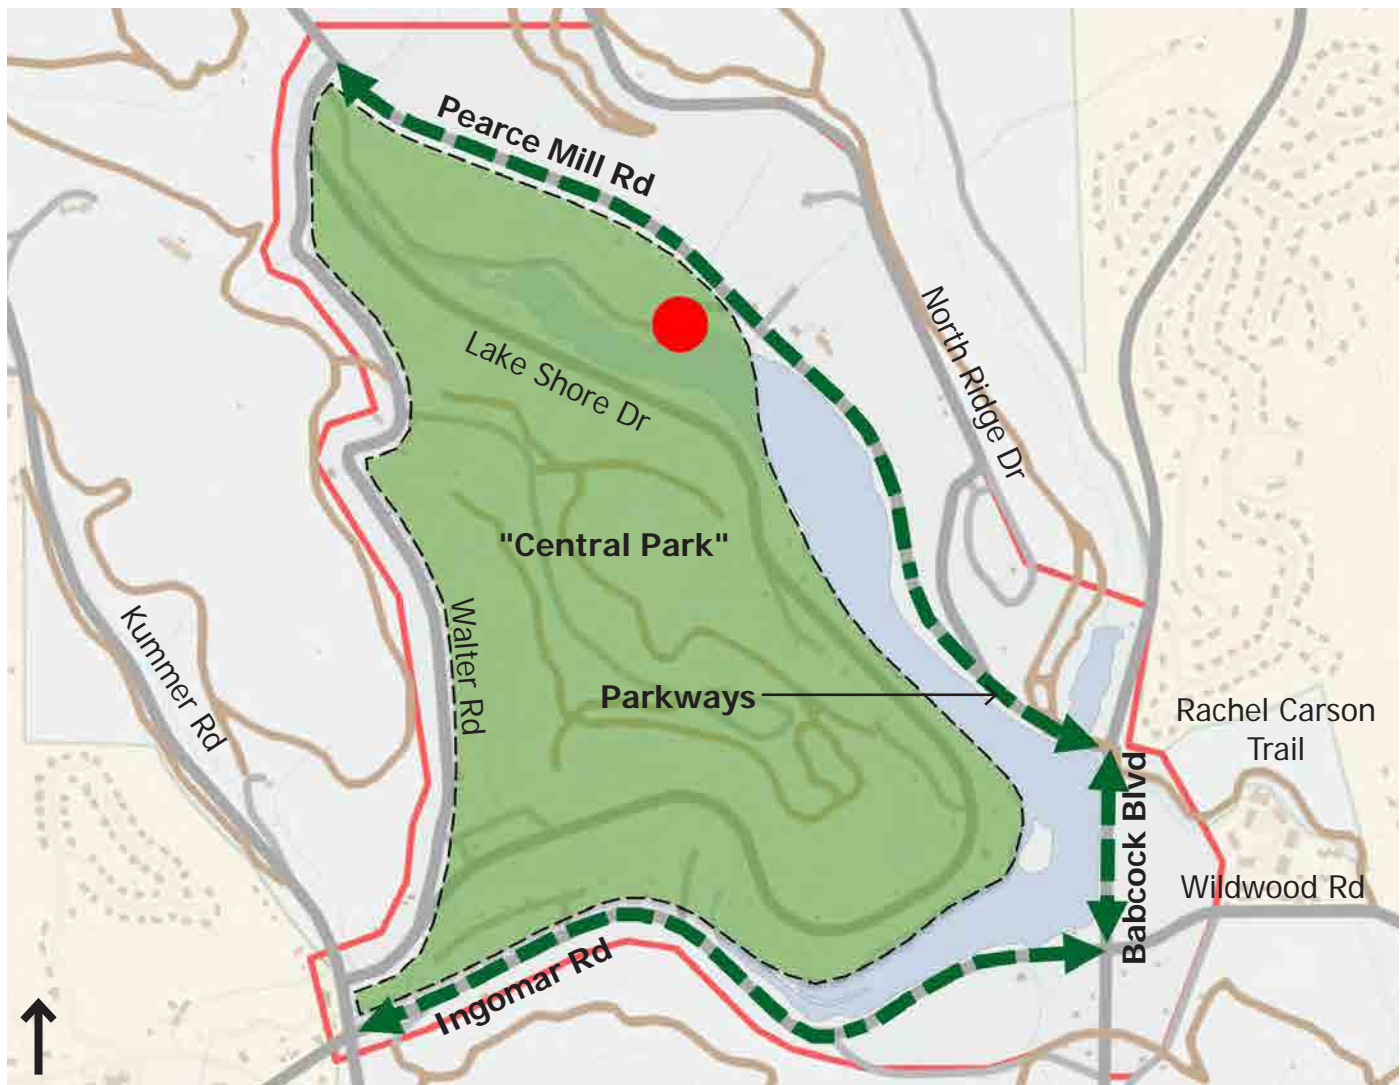 Pearce Mill Rd
North Ridge Dr
Lake Shore Dr
"Central Park"
Kummer Rd
Walter Rd
Parkways
Rachel Carson
Trail
Babcock Blvd
Wildwood Rd
Ingomar Rd